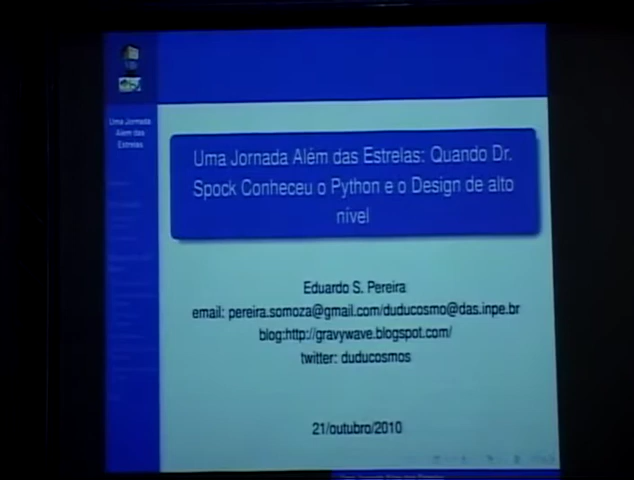 Uma Jornada
Além das
Estrelas
Uma Jornada Além das Estrelas: Quando Dr.
Spock Conheceu o Python e o Design de alto
nível
Eduardo S. Pereira
email: pereira.somoza@gmail.com/duducosmo@das.inpe.br
blog:http://gravywave.blogspot.com/
twitter: duducosmos
21/outubro/2010